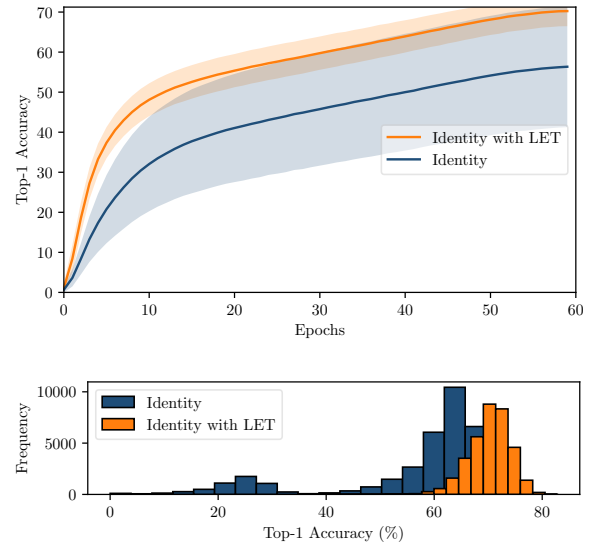 70
60
50
40
30
20
10
0
Top-1 Accuracy
Identity with LET
Identity
0 10 20 30 40 50 60
Epochs
10000
5000
0
Frequency
Identity
Identity with LET
0 20 40 60 80
Top-1 Accuracy (%)